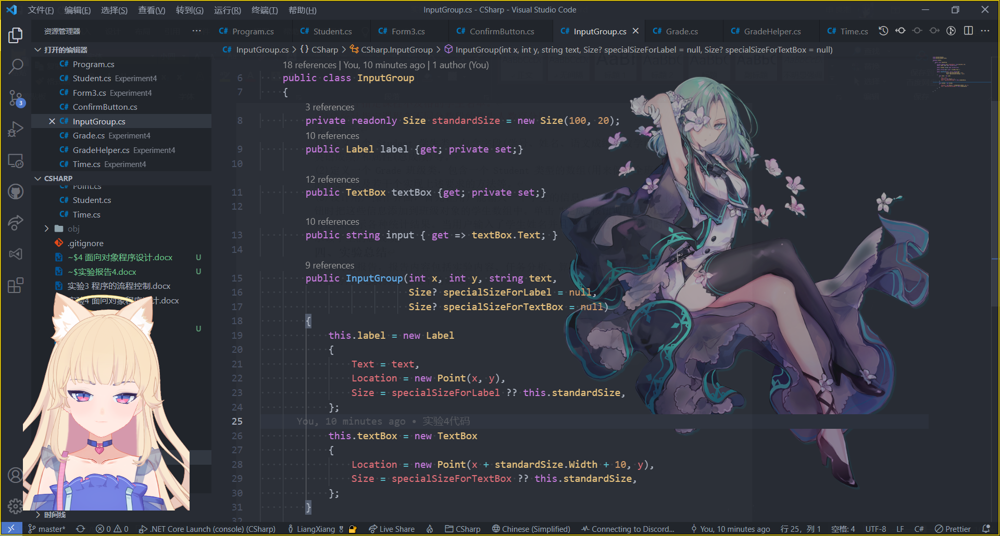 文件(F) 编辑(E) 选择(S) 查看(V) 转到(G) 运行(R) 终端(T) 帮助(H) InputGroup.cs - CSharp - Visual Studio Code
资源管理器 ··· C# Program.cs C# Student.cs C# Form3.cs C# ConfirmButton.cs C# InputGroup.cs C# Grade.cs C# GradeHelper.cs C# Time.cs
打开的编辑器
C# Program.cs
C# Student.cs Experiment4
C# Form3.cs Experiment4
C# ConfirmButton.cs
C# InputGroup.cs
C# Grade.cs Experiment4
C# GradeHelper.cs Experiment4
C# Time.cs Experiment4
CSHARP
C# Point.cs
C# Student.cs
C# Time.cs
obj
.gitignore
~$4 面向对象程序设计.docx U
~$实验报告4.docx U
实验3 程序的流程控制.docx
实验4 面向对象程序设计.docx
U
时间线
3
C# InputGroup.cs > {} CSharp > CSharp.InputGroup > InputGroup(int x, int y, string text, Size? specialSizeForLabel = null, Size? specialSizeForTextBox = null)
18 references | You, 10 minutes ago | 1 author (You)
6 public class InputGroup
7 {
3 references
8 private readonly Size standardSize = new Size(100, 20);
10 references
9 public Label label {get; private set;}
10
12 references
11 public TextBox textBox {get; private set;}
12
10 references
13 public string input { get => textBox.Text; }
14
四、实验总结
9 references
15 public InputGroup(int x, int y, string text,
16 Size? specialSizeForLabel = null,
17 Size? specialSizeForTextBox = null)
18 {
19 this.label = new Label
20 {
21 Text = text,
22 Location = new Point(x, y),
23 Size = specialSizeForLabel ?? this.standardSize,
24 };
25 You, 10 minutes ago • 实验4代码
26 this.textBox = new TextBox
27 {
28 Location = new Point(x + standardSize.Width + 10, y),
29 Size = specialSizeForTextBox ?? this.standardSize,
30 };
31 }
32
master* 0 0 .NET Core Launch (console) (CSharp) LiangXiang 8 Live Share CSharp Chinese (Simplified) Connecting to Discord... You, 10 minutes ago 行 25，列 1 空格: 4 UTF-8 LF C# Prettier